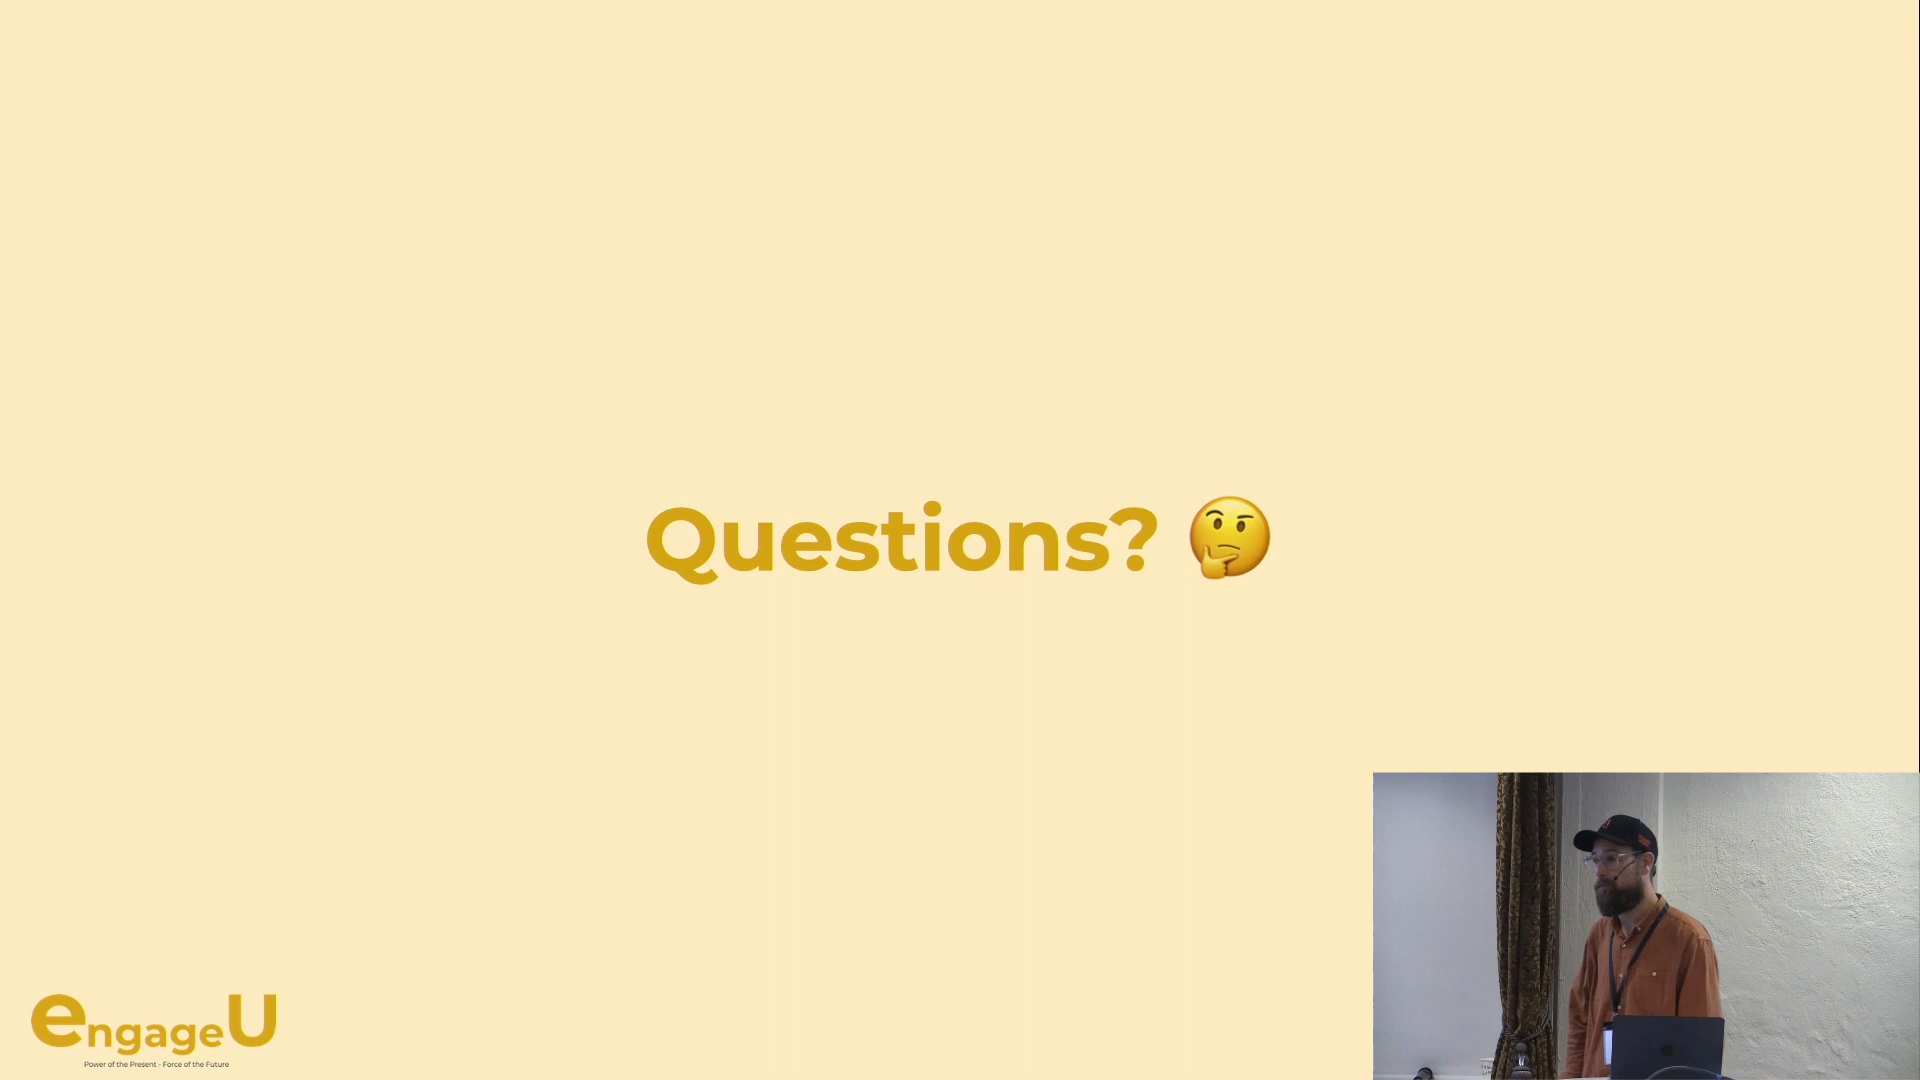 Questions? 🤔
engageU
Power of the Present - Force of the Future